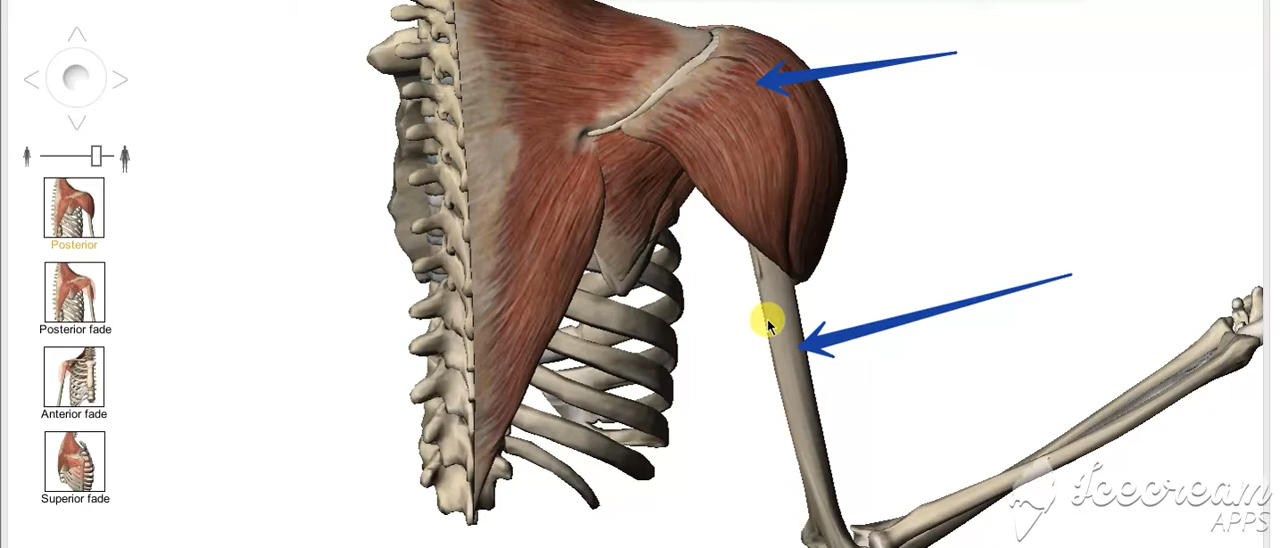 Posterior
Posterior fade
Anterior fade
Superior fade
Icecream
APPS